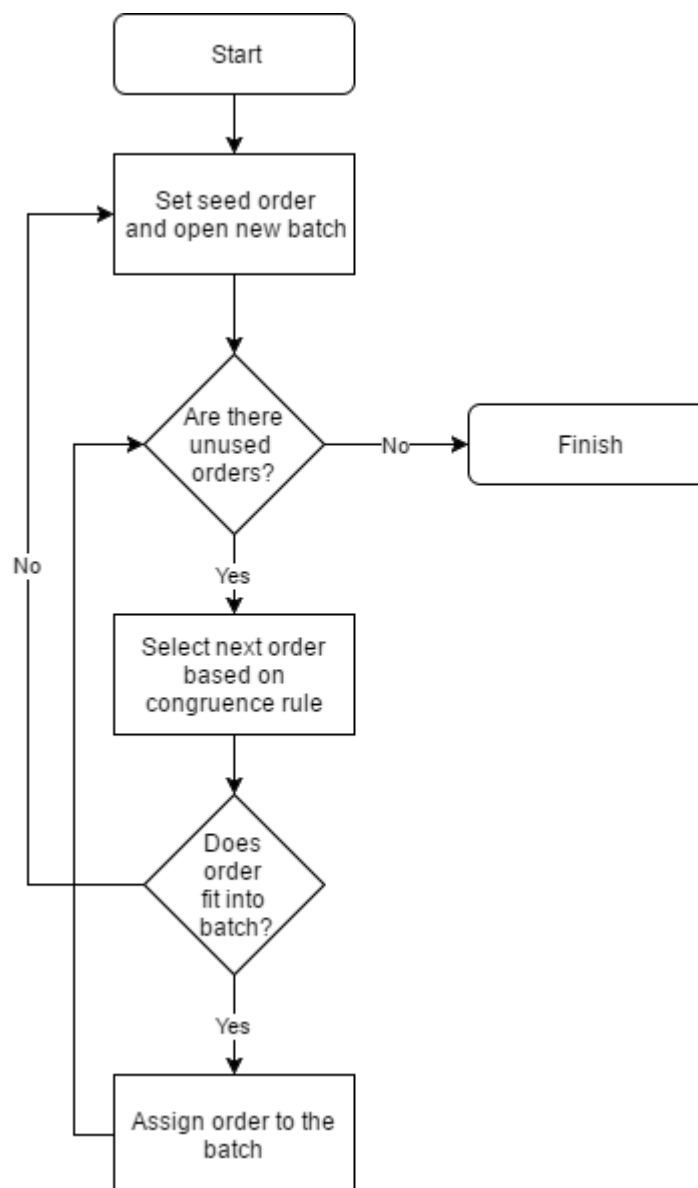 Start
Set seed order
and open new batch
Are there
unused
orders?
No
Finish
Yes
No
Select next order
based on
congruence rule
Does
order
fit into
batch?
Yes
Assign order to the
batch